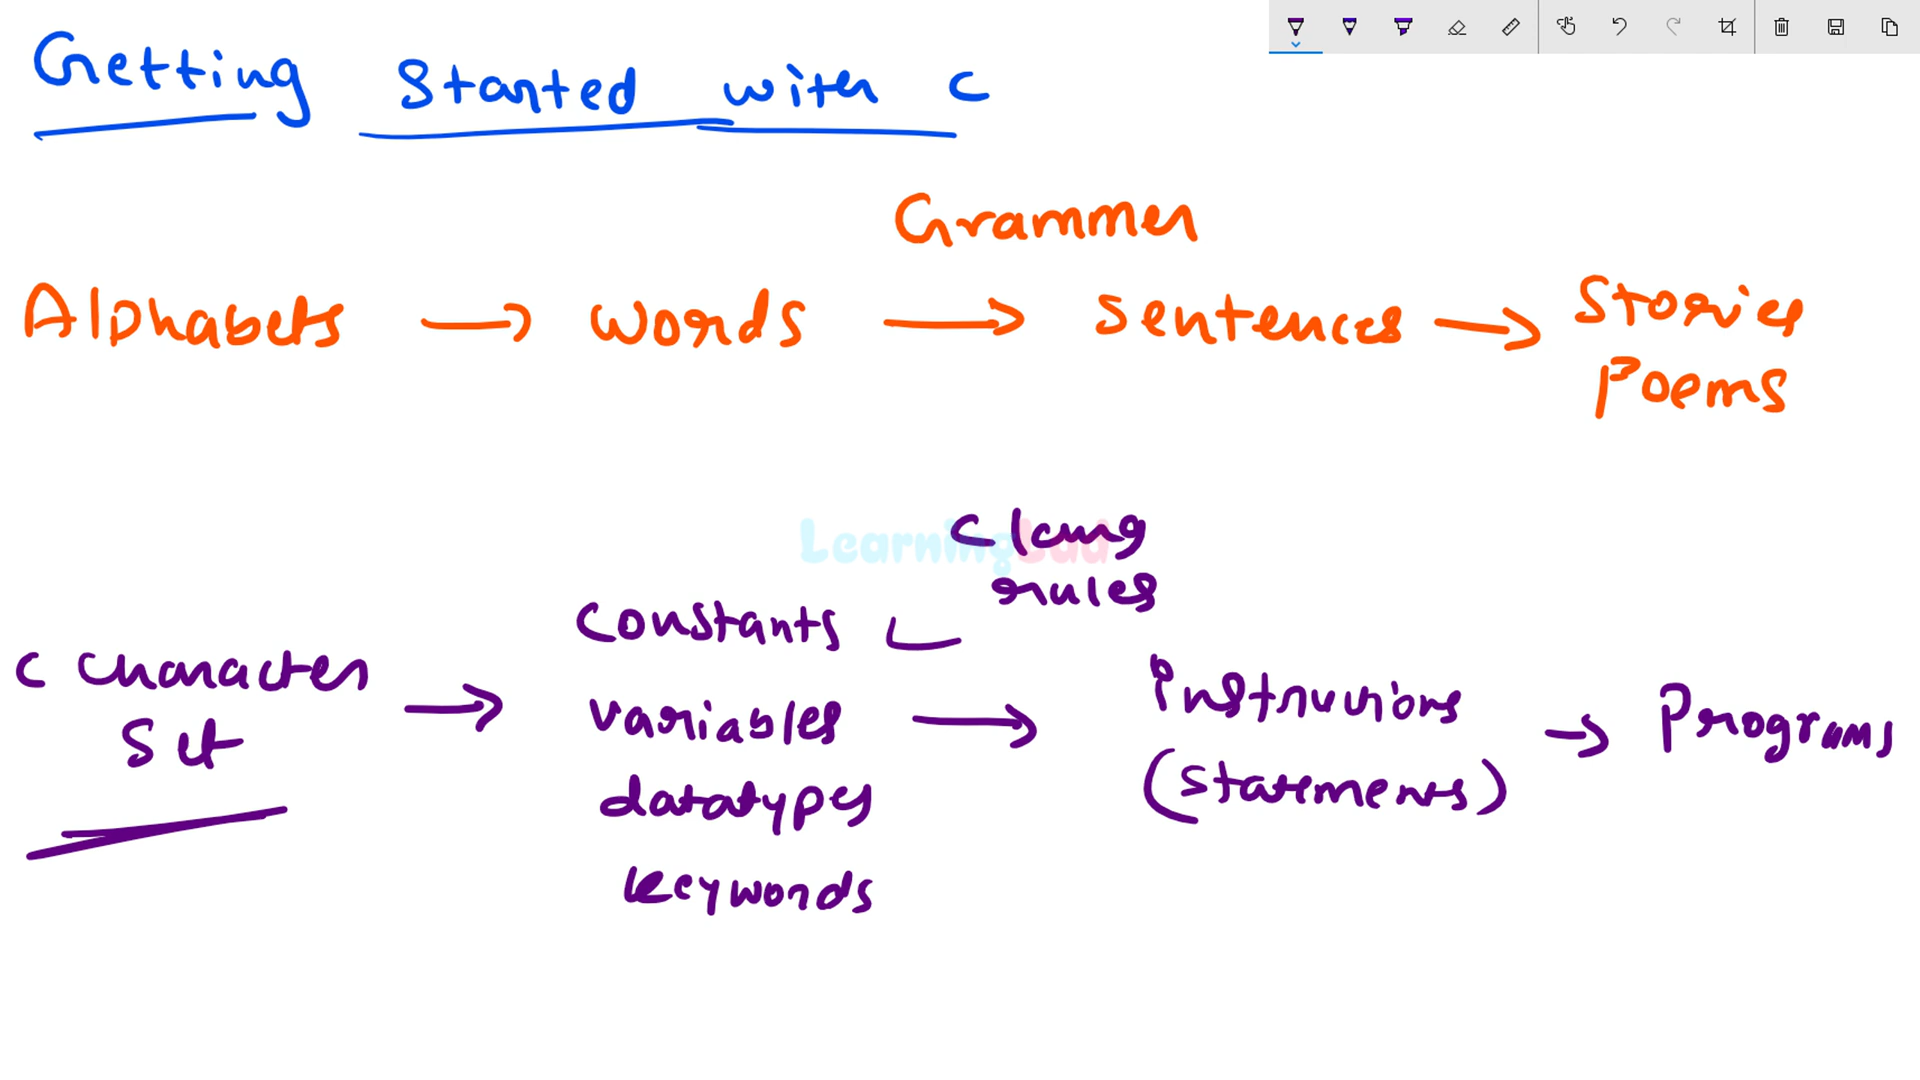 Getting Started with C
Grammer
Alphabets → words → sentences → Stories
Poems
LearningLad
C lang
rules
Constants
C Character → variables → instructions → Programs
Set
datatypes (statements)
keywords